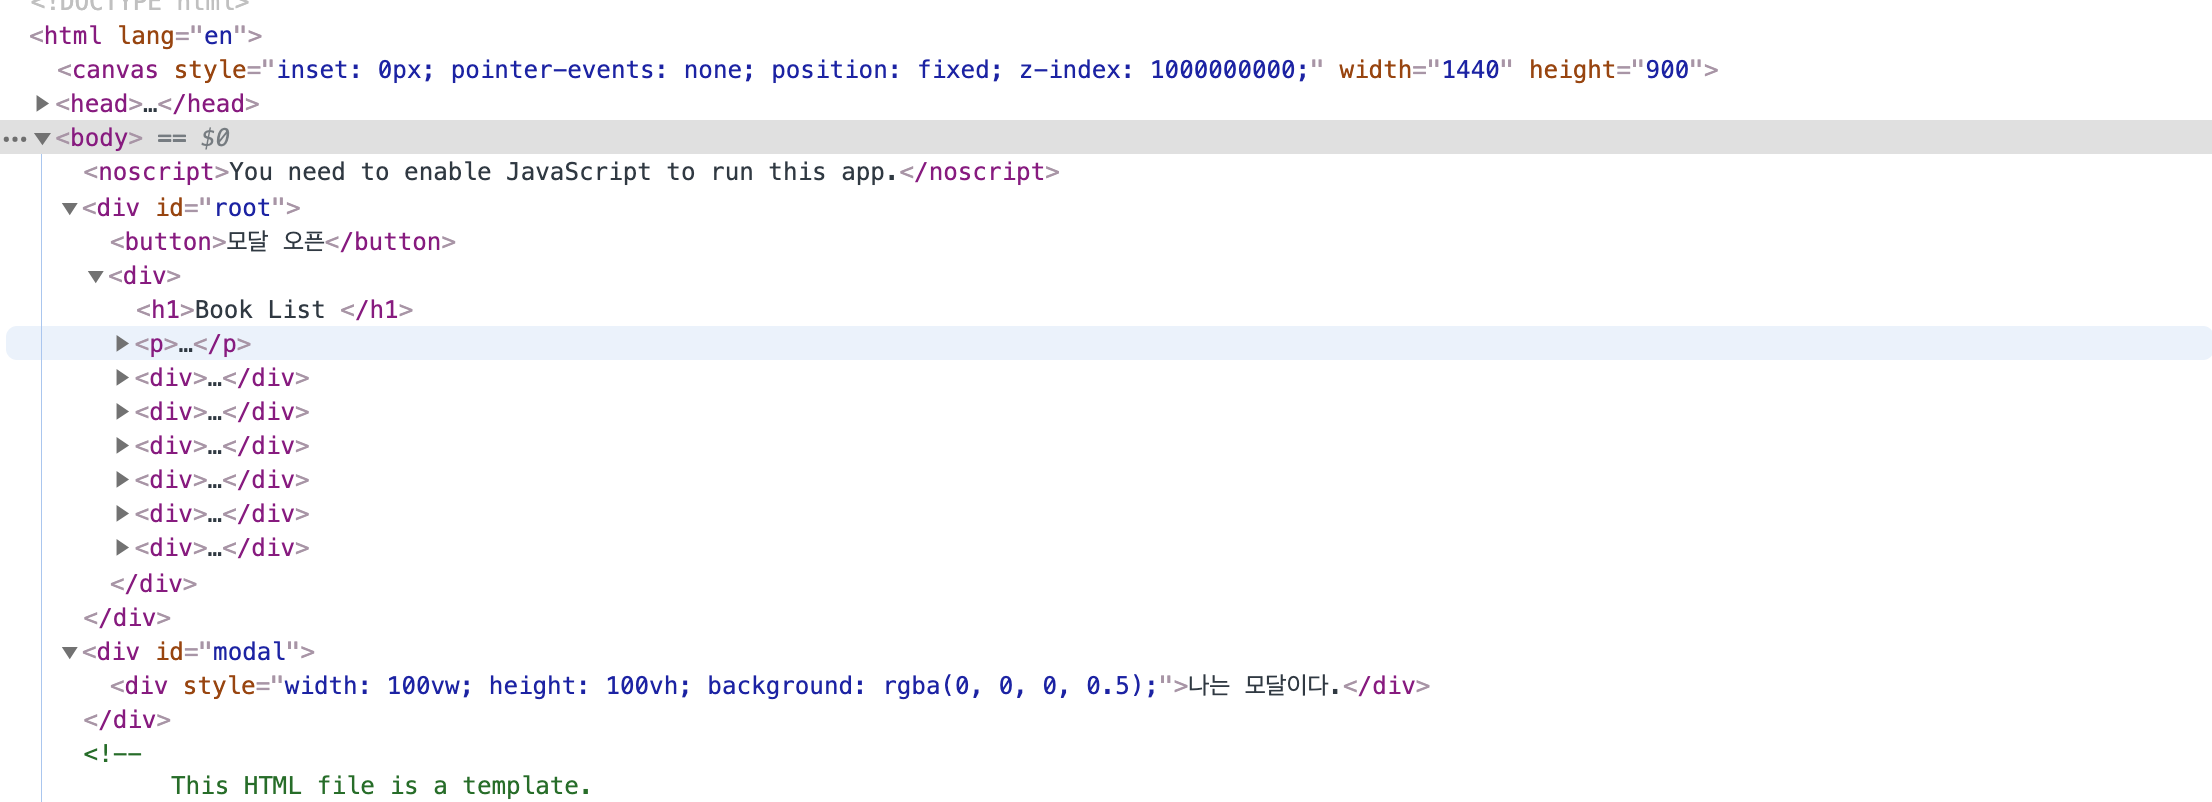 <!DOCTYPE html>
<html lang="en">
<canvas style="inset: 0px; pointer-events: none; position: fixed; z-index: 1000000000;" width="1440" height="900">
▶<head>…</head>
… ▼<body> == $0
<noscript>You need to enable JavaScript to run this app.</noscript>
▼<div id="root">
<button>모달 오픈</button>
▼<div>
<h1>Book List </h1>
▶<p>…</p>
▶<div>…</div>
▶<div>…</div>
▶<div>…</div>
▶<div>…</div>
▶<div>…</div>
▶<div>…</div>
</div>
</div>
▼<div id="modal">
<div style="width: 100vw; height: 100vh; background: rgba(0, 0, 0, 0.5);">나는 모달이다.</div>
</div>
<!--
This HTML file is a template.